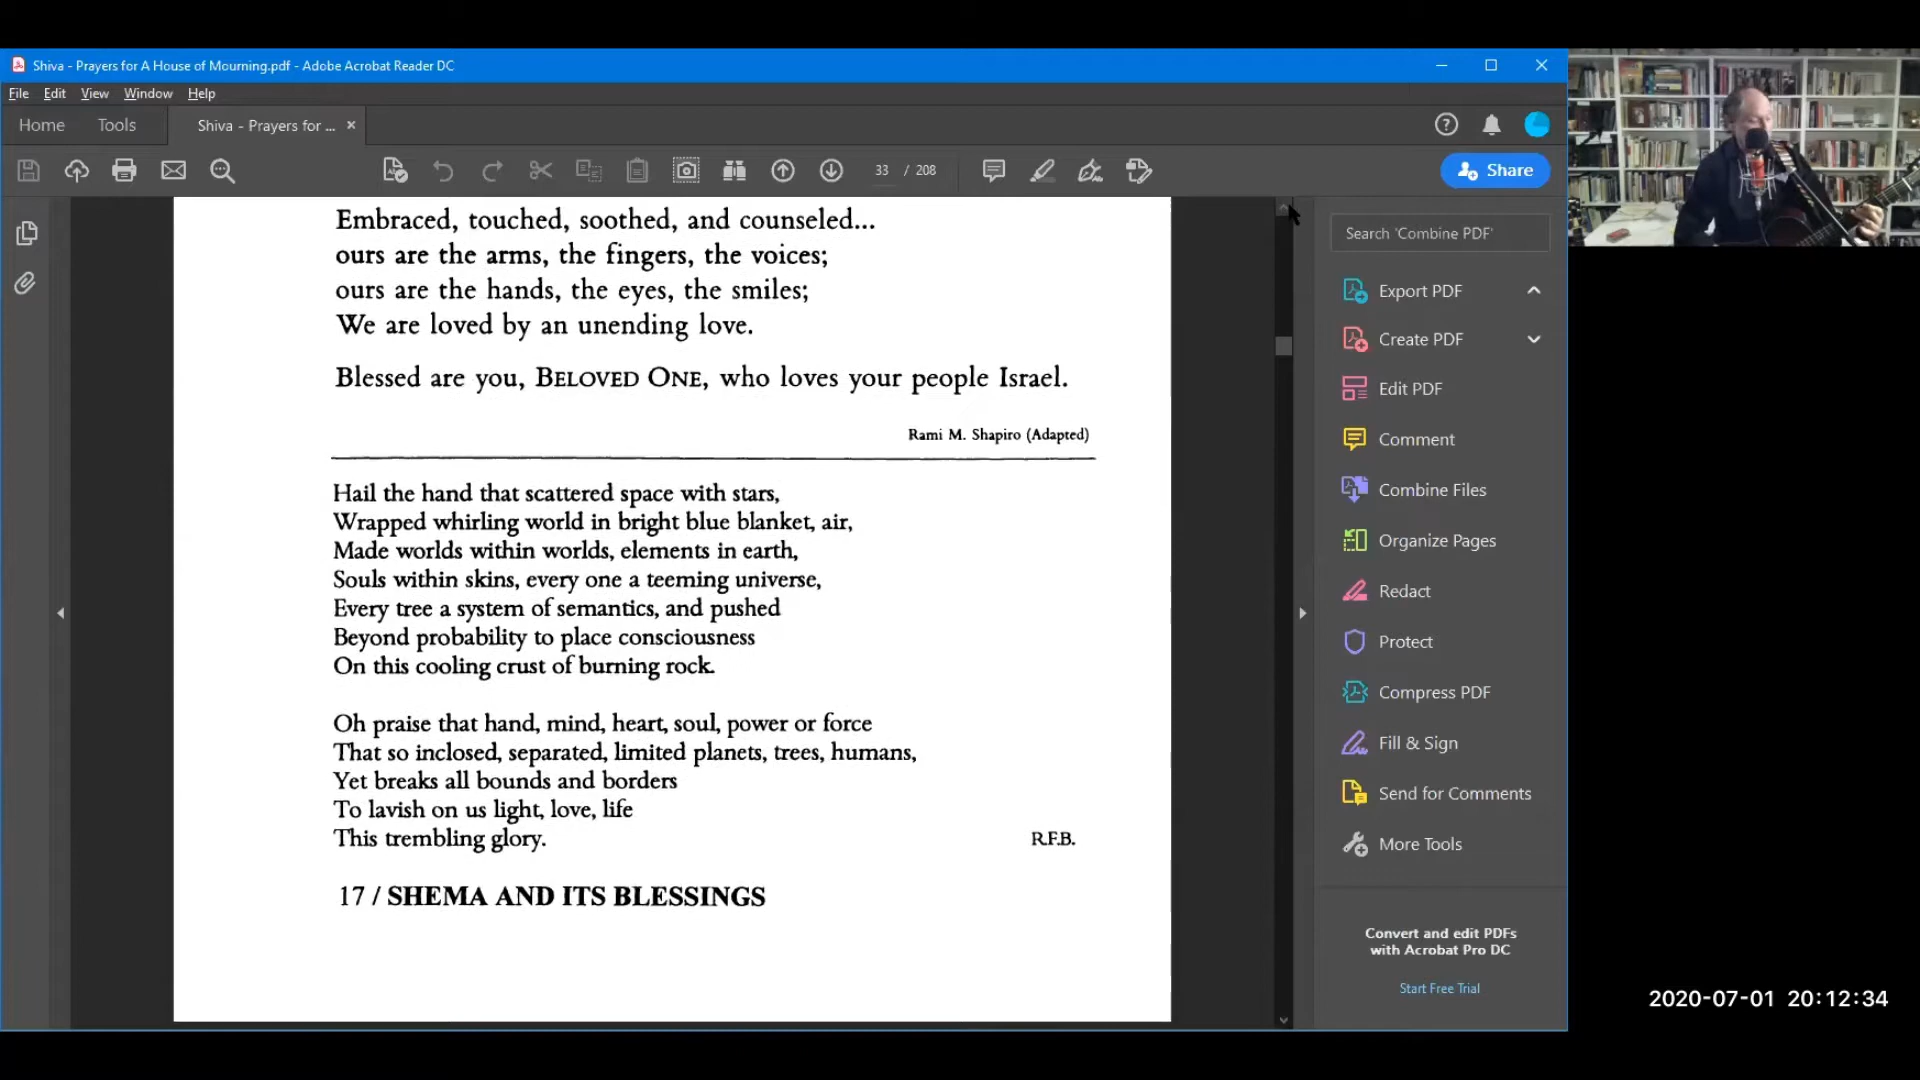 Shiva - Prayers for A House of Mourning.pdf - Adobe Acrobat Reader DC
File Edit View Window Help
Home Tools Shiva - Prayers for ... ×
33 / 208
Share
Embraced, touched, soothed, and counseled...
ours are the arms, the fingers, the voices;
ours are the hands, the eyes, the smiles;
We are loved by an unending love.
Blessed are you, BELOVED ONE, who loves your people Israel.
Rami M. Shapiro (Adapted)
Hail the hand that scattered space with stars,
Wrapped whirling world in bright blue blanket, air,
Made worlds within worlds, elements in earth,
Souls within skins, every one a teeming universe,
Every tree a system of semantics, and pushed
Beyond probability to place consciousness
On this cooling crust of burning rock.
Oh praise that hand, mind, heart, soul, power or force
That so inclosed, separated, limited planets, trees, humans,
Yet breaks all bounds and borders
To lavish on us light, love, life
This trembling glory.
R.F.B.
17 / SHEMA AND ITS BLESSINGS
Search 'Combine PDF'
Export PDF
Create PDF
Edit PDF
Comment
Combine Files
Organize Pages
Redact
Protect
Compress PDF
Fill & Sign
Send for Comments
More Tools
Convert and edit PDFs
with Acrobat Pro DC
Start Free Trial
2020-07-01 20:12:34